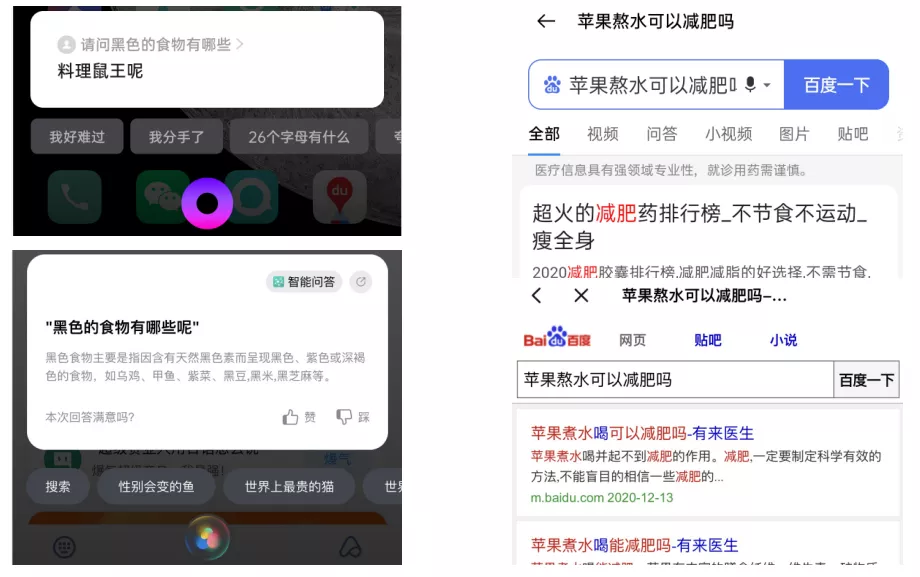 请问黑色的食物有哪些 >
料理鼠王呢
我好难过
我分手了
26个字母有什么
du
智能问答
"黑色的食物有哪些呢"
黑色食物主要是指因含有天然黑色素而呈现黑色、紫色或深褐
色的食物，如乌鸡、甲鱼、紫菜、黑豆,黑米,黑芝麻等。
本次回答满意吗?
赞
踩
搜索
性别会变的鱼
世界上最贵的猫
世界
苹果熬水可以减肥吗
du
苹果熬水可以减肥吗
百度一下
全部
视频
问答
小视频
图片
贴吧
医疗信息具有强领域专业性，就诊用药需谨慎。
超火的减肥药排行榜_不节食不运动_
瘦全身
2020减肥胶囊排行榜,减肥减脂的好选择,不需节食,
苹果熬水可以减肥吗–...
Bai du 百度
网页
贴吧
小说
苹果熬水可以减肥吗
百度一下
苹果煮水喝可以减肥吗-有来医生
苹果煮水喝并起不到减肥的作用。减肥,一定要制定科学有效的
方法,不能盲目的相信一些减肥的...
m.baidu.com 2020-12-13
苹果煮水喝能减肥吗-有来医生